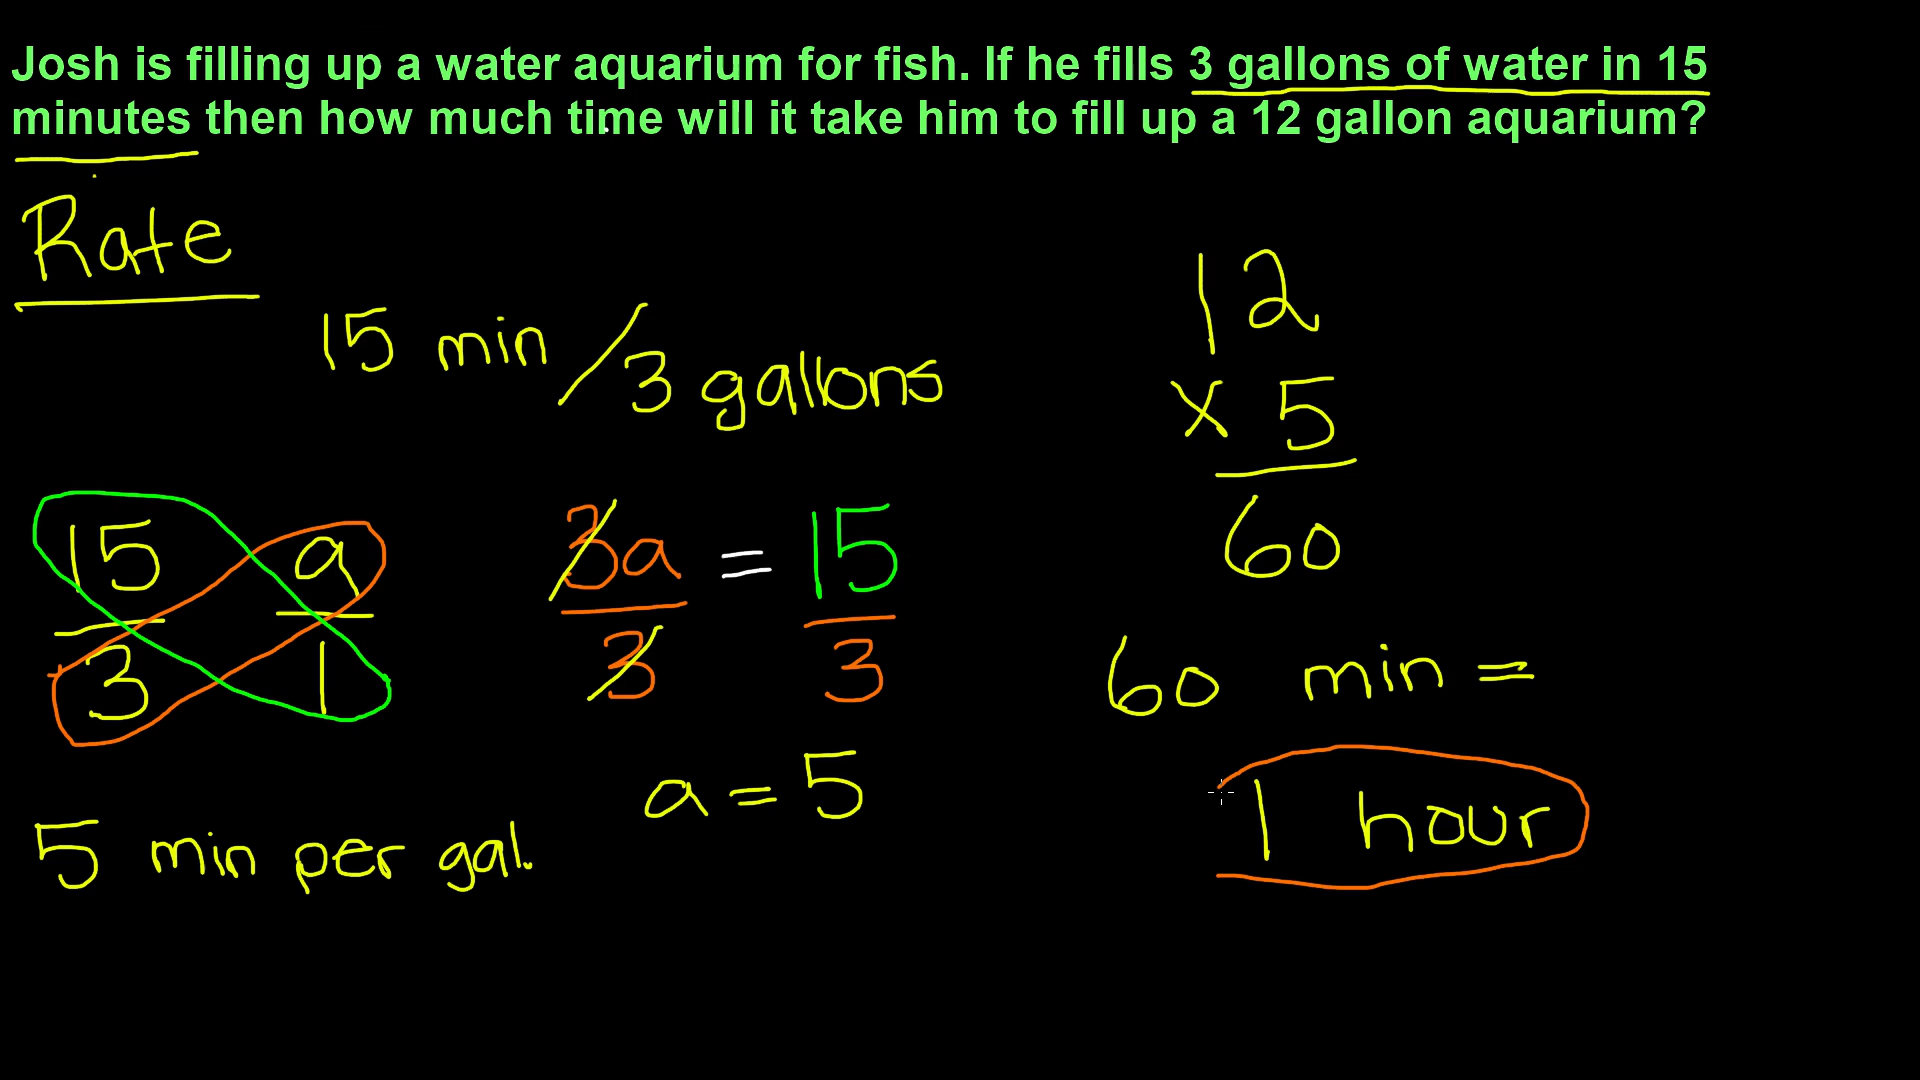 Josh is filling up a water aquarium for fish. If he fills 3 gallons of water in 15
minutes then how much time will it take him to fill up a 12 gallon aquarium?
Rate
15 min / 3 gallons
15 a
3 1
3a = 15
3 3
a = 5
5 min per gal.
12
x 5
60
60 min =
1 hour